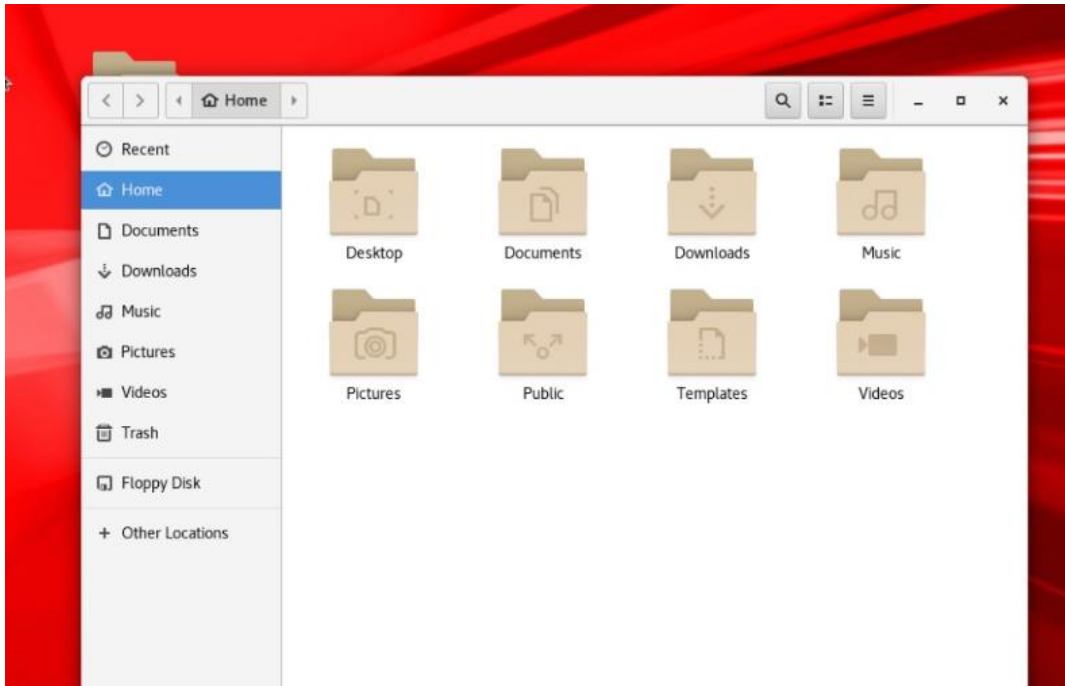 Home
Recent
Home
Documents
Downloads
Music
Pictures
Videos
Trash
Floppy Disk
+ Other Locations
Desktop Documents Downloads Music
Pictures Public Templates Videos